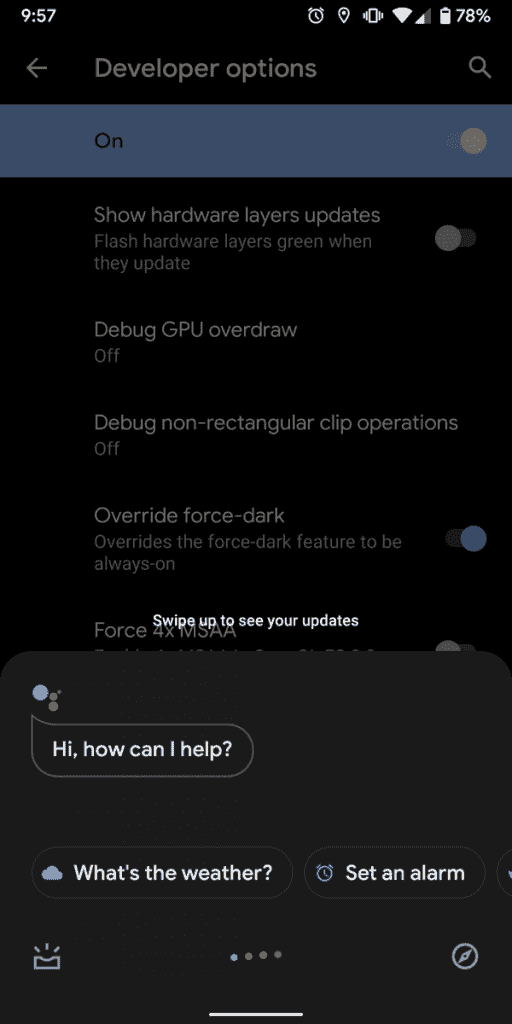 9:57
78%
Developer options
On
Show hardware layers updates
Flash hardware layers green when
they update
Debug GPU overdraw
Off
Debug non-rectangular clip operations
Off
Override force-dark
Overrides the force-dark feature to be
always-on
Swipe up to see your updates
Force 4x MSAA
Hi, how can I help?
What's the weather?
Set an alarm